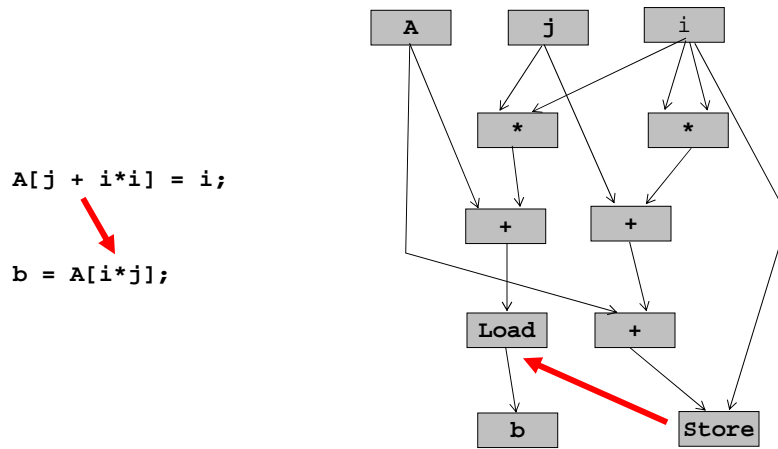 A j i
* *
A[j + i*i] = i;
+ +
b = A[i*j];
Load +
b Store